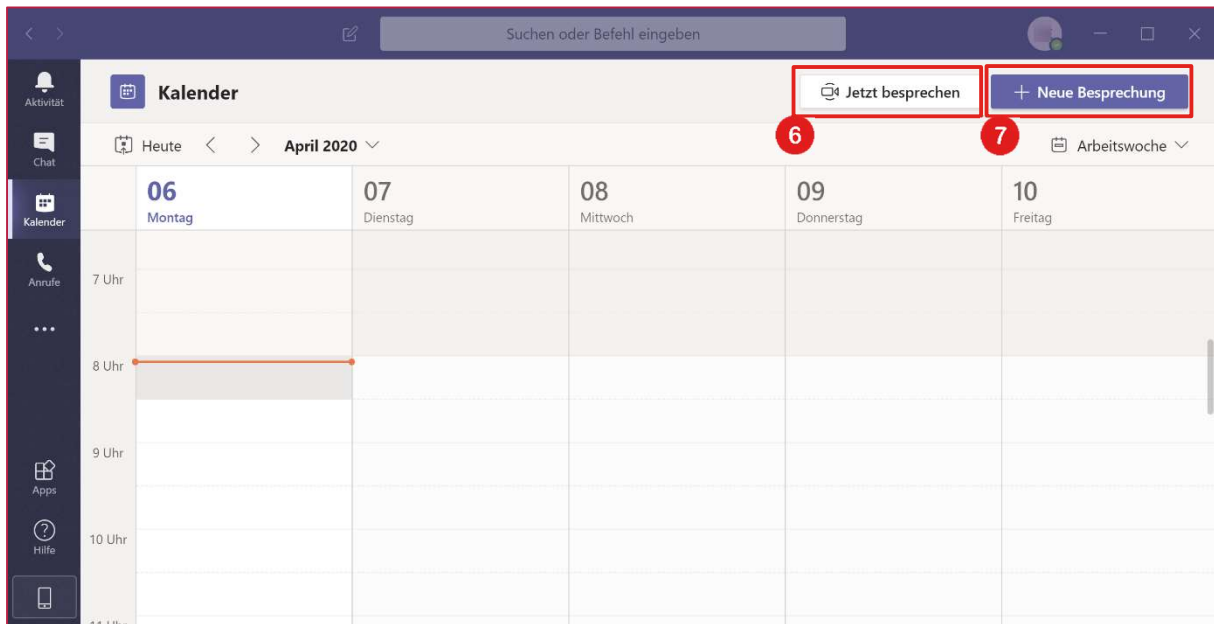 Suchen oder Befehl eingeben
Aktivität
Kalender
Jetzt besprechen
+ Neue Besprechung
6
7
Chat
Heute
April 2020
Arbeitswoche
Kalender
06
Montag
07
Dienstag
08
Mittwoch
09
Donnerstag
10
Freitag
Anrufe
7 Uhr
8 Uhr
9 Uhr
Apps
10 Uhr
Hilfe